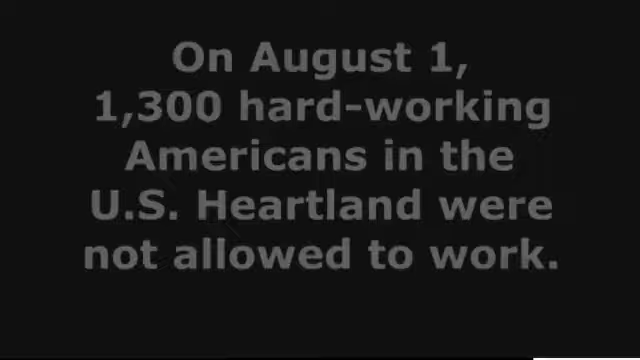 On August 1,
1,300 hard-working
Americans in the
U.S. Heartland were
not allowed to work.